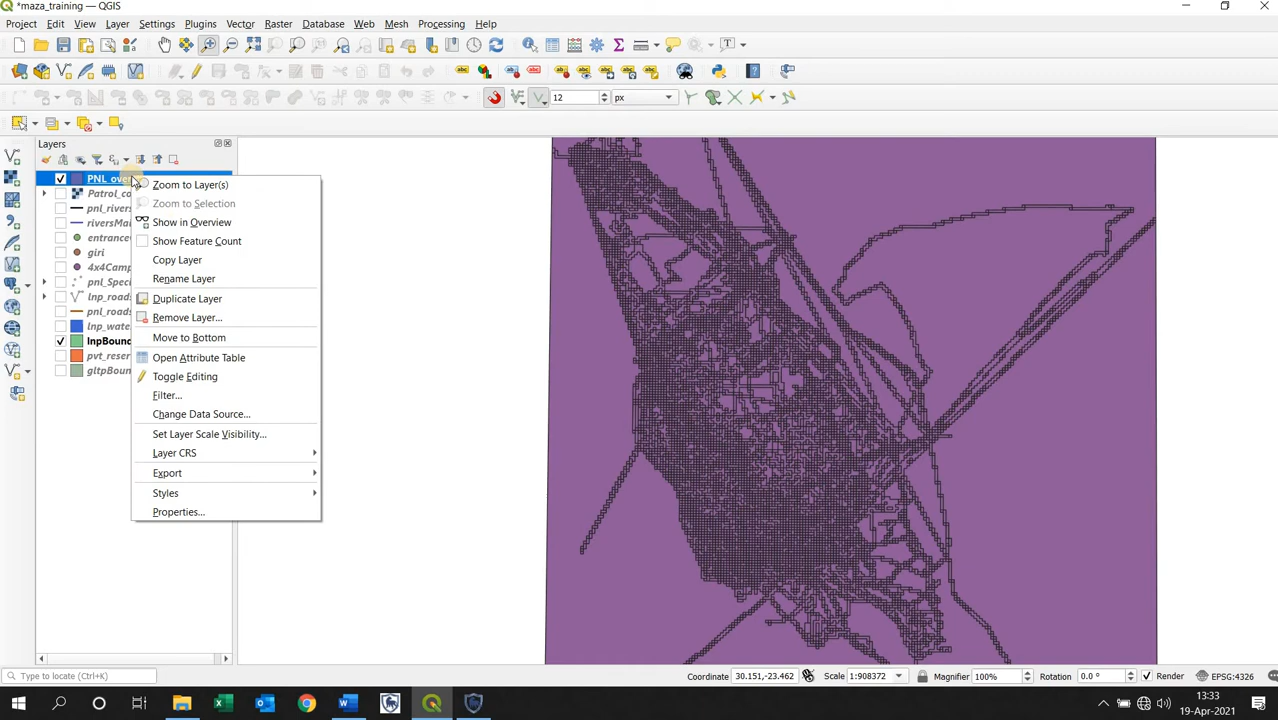 *maza_training — QGIS
Project Edit View Layer Settings Plugins Vector Raster Database Web Mesh Processing Help
12 px
Layers
PNL_over
Patrol_co
pnl_rivers
riversMai
entrance
giri
4x4Camp
pnl_Speci
lnp_roads
pnl_roads
lnp_wate
lnpBound
pvt_reser
gltpBoun
Zoom to Layer(s)
Zoom to Selection
Show in Overview
Show Feature Count
Copy Layer
Rename Layer
Duplicate Layer
Remove Layer...
Move to Bottom
Open Attribute Table
Toggle Editing
Filter...
Change Data Source...
Set Layer Scale Visibility...
Layer CRS
Export
Styles
Properties...
Type to locate (Ctrl+K)
Coordinate 30.151,-23.462 Scale 1:908372 Magnifier 100% Rotation 0.0 ° Render EPSG:4326
13:33
19-Apr-2021